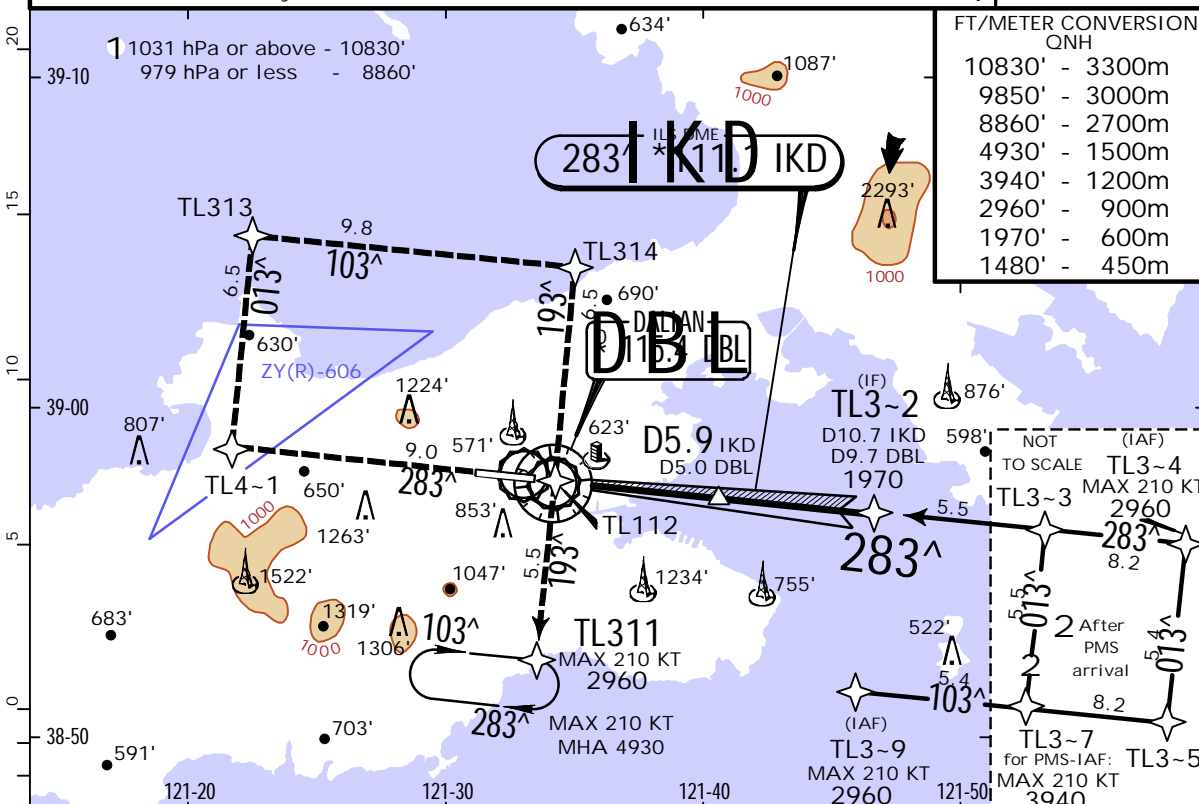 1 1031 hPa or above - 10830'
979 hPa or less - 8860'
634'
1087'
1000
FT/METER CONVERSION
QNH
10830' - 3300m
9850' - 3000m
8860' - 2700m
4930' - 1500m
3940' - 1200m
2960' - 900m
1970' - 600m
1480' - 450m
20
39-10
ILS DME
283^ *111.1 IKD
IKD
2293'
1000
15
TL313
9.8
103^
TL314
6.5
013^
193^
6.5
690'
DALIAN
115.4 DBL
DBL
630'
ZY(R)-606
10
39-00
1224'
(IF)
TL3~2
D10.7 IKD
D9.7 DBL
1970
876'
598'
807'
571'
623'
D5.9 IKD
D5.0 DBL
9.0
283^
TL4~1
650'
1263'
853'
TL112
283^
5.5
NOT
TO SCALE
(IAF)
TL3~4
MAX 210 KT
2960
TL3~3
283^
8.2
5
1000
1522'
5.5
193^
1047'
1234'
755'
5.5
013^
2 After
PMS
arrival
5.4
013^
683'
1319'
1000
1306'
103^
TL311
MAX 210 KT
2960
522'
2
5.4
103^
8.2
0
283^
MAX 210 KT
MHA 4930
(IAF)
TL3~9
MAX 210 KT
2960
TL3~7
for PMS-IAF:
MAX 210 KT
3940
TL3~5
38-50
703'
591'
121-20
121-30
121-40
121-50